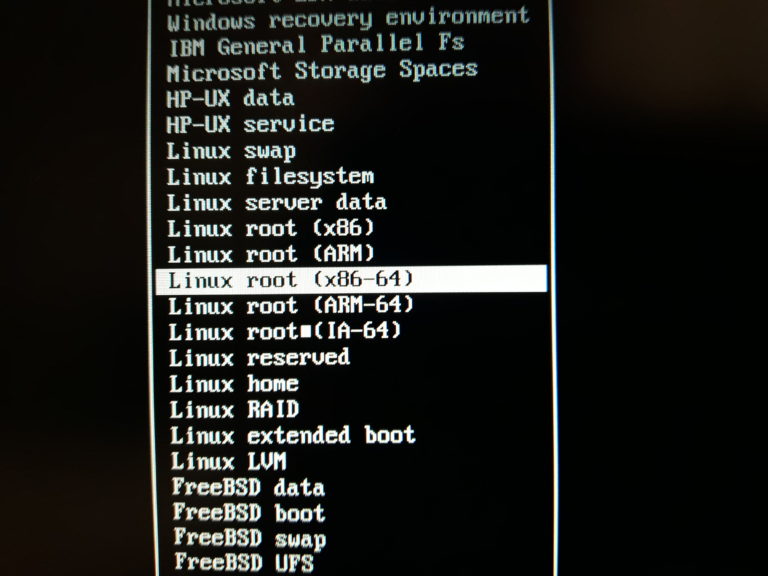 Windows recovery environment
IBM General Parallel Fs
Microsoft Storage Spaces
HP-UX data
HP-UX service
Linux swap
Linux filesystem
Linux server data
Linux root (x86)
Linux root (ARM)
Linux root (x86-64)
Linux root (ARM-64)
Linux root■(IA-64)
Linux reserved
Linux home
Linux RAID
Linux extended boot
Linux LVM
FreeBSD data
FreeBSD boot
FreeBSD swap
FreeBSD UFS